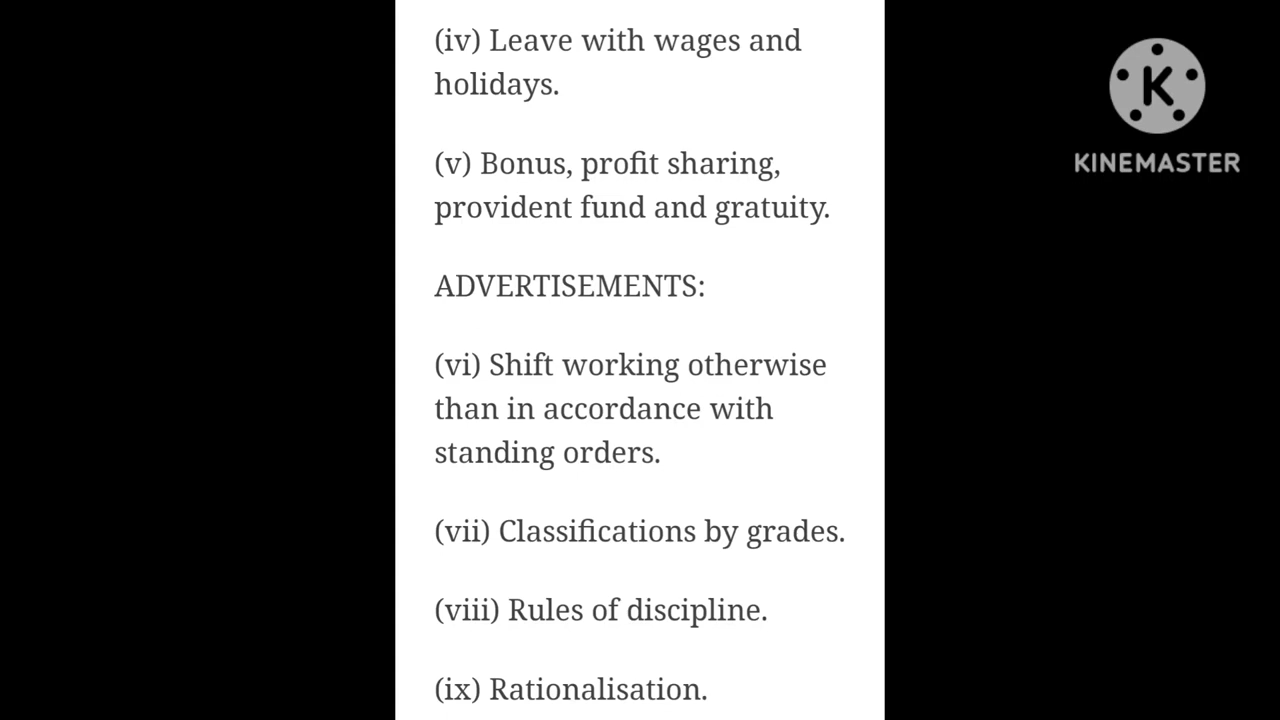 (iv) Leave with wages and
holidays.
(v) Bonus, profit sharing,
provident fund and gratuity.
ADVERTISEMENTS:
(vi) Shift working otherwise
than in accordance with
standing orders.
(vii) Classifications by grades.
(viii) Rules of discipline.
(ix) Rationalisation.
K
KINEMASTER